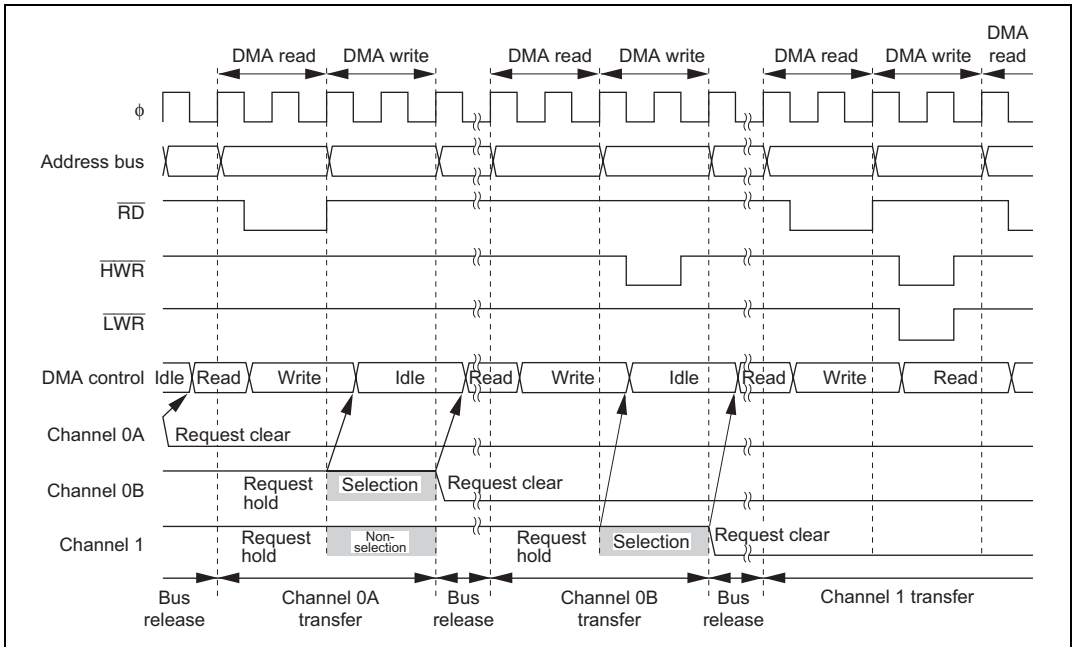 DMA
read
DMA read DMA write DMA read DMA write DMA read DMA write
ϕ
Address bus
RD
HWR
LWR
DMA control Idle Read Write Idle Read Write Idle Read Write Read
Channel 0A Request clear
Channel 0B Request hold Selection Request clear
Channel 1 Request hold Non-selection Request hold Selection Request clear
Bus release Channel 0A transfer Bus release Channel 0B transfer Bus release Channel 1 transfer